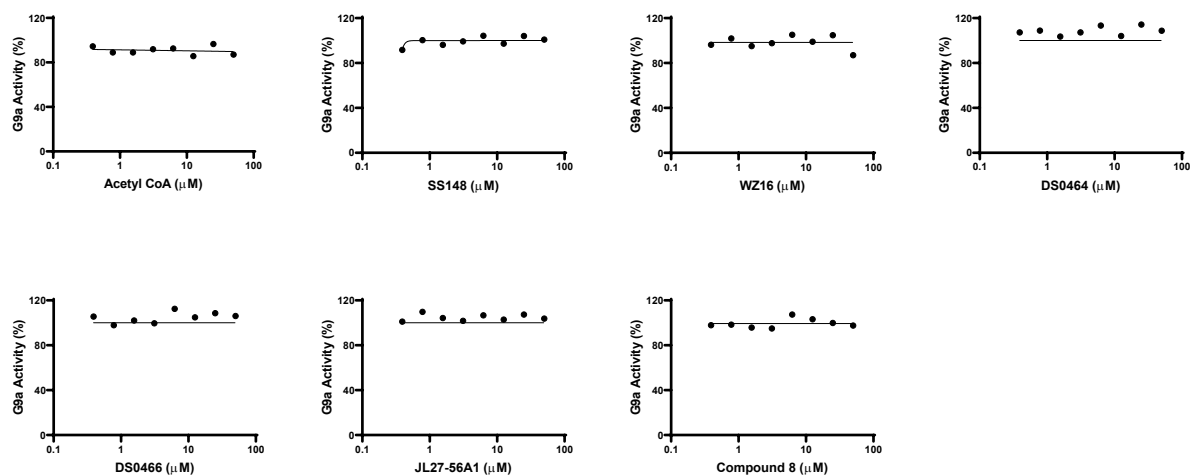 120
80
40
0
G9a Activity (%)
0.1 1 10 100
Acetyl CoA (μM)
120
80
40
0
G9a Activity (%)
0.1 1 10 100
SS148 (μM)
120
80
40
0
G9a Activity (%)
0.1 1 10 100
WZ16 (μM)
120
80
40
0
G9a Activity (%)
0.1 1 10 100
DS0464 (μM)
120
80
40
0
G9a Activity (%)
0.1 1 10 100
DS0466 (μM)
120
80
40
0
G9a Activity (%)
0.1 1 10 100
JL27-56A1 (μM)
120
80
40
0
G9a Activity (%)
0.1 1 10 100
Compound 8 (μM)